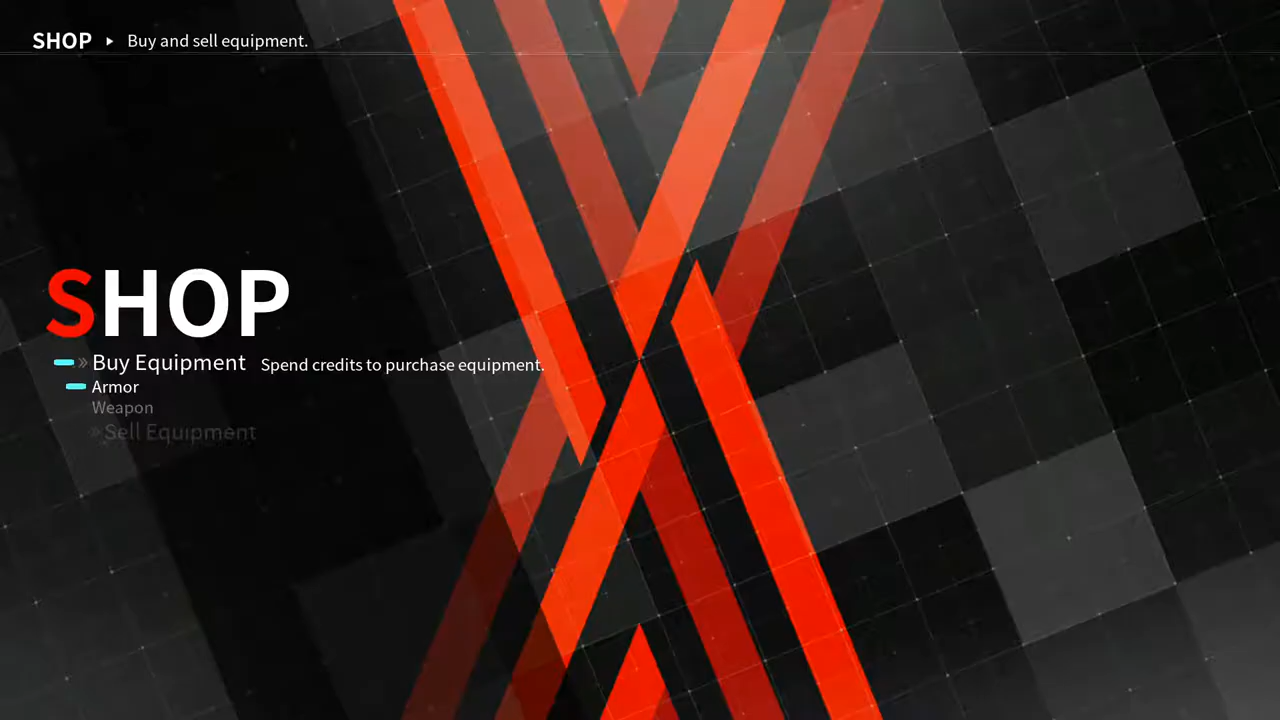 SHOP ▸ Buy and sell equipment.
SHOP
» Buy Equipment Spend credits to purchase equipment.
Armor
Weapon
» Sell Equipment